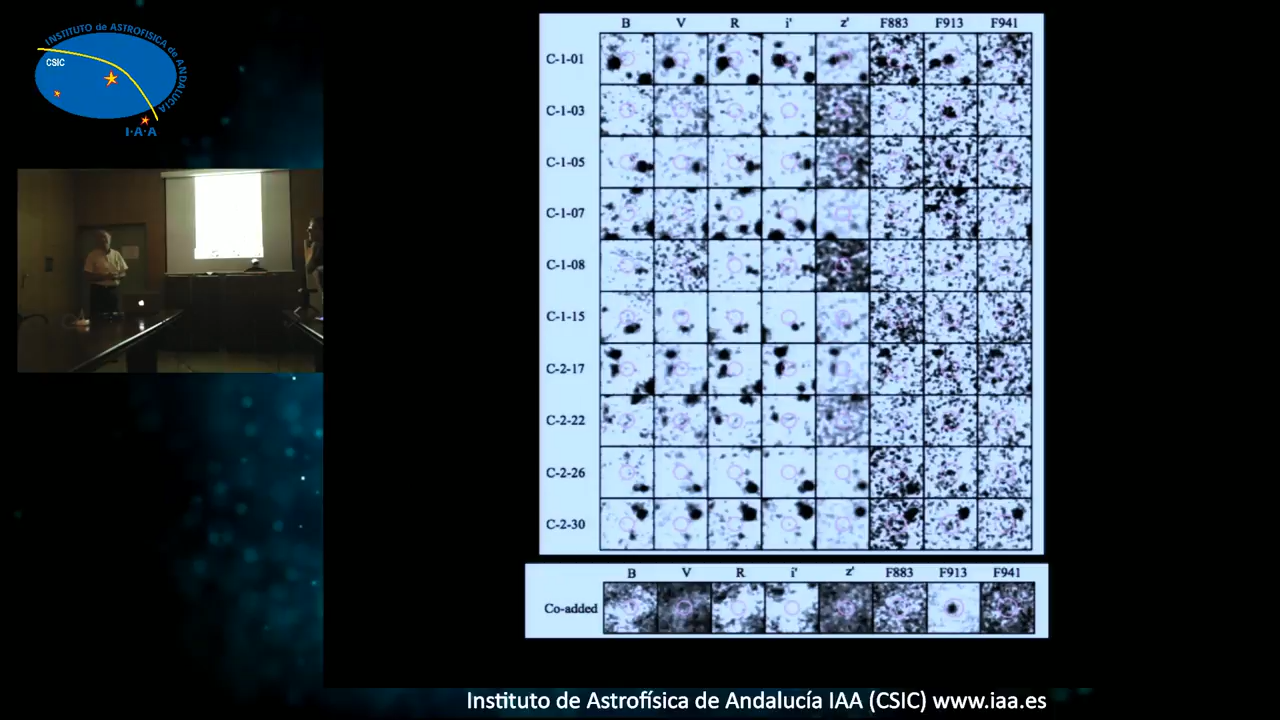 INSTITUTO de ASTROFISICA de ANDALUCÍA
CSIC
I·A·A
B V R i' z' F883 F913 F941
C-1-01
C-1-03
C-1-05
C-1-07
C-1-08
C-1-15
C-2-17
C-2-22
C-2-26
C-2-30
B V R i' z' F883 F913 F941
Co-added
Instituto de Astrofísica de Andalucía IAA (CSIC) www.iaa.es